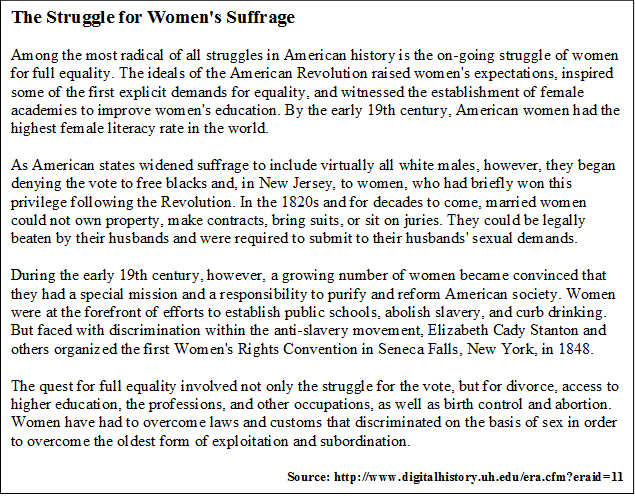 The Struggle for Women's Suffrage
Among the most radical of all struggles in American history is the on-going struggle of women
for full equality. The ideals of the American Revolution raised women's expectations, inspired
some of the first explicit demands for equality, and witnessed the establishment of female
academies to improve women's education. By the early 19th century, American women had the
highest female literacy rate in the world.
As American states widened suffrage to include virtually all white males, however, they began
denying the vote to free blacks and, in New Jersey, to women, who had briefly won this
privilege following the Revolution. In the 1820s and for decades to come, married women
could not own property, make contracts, bring suits, or sit on juries. They could be legally
beaten by their husbands and were required to submit to their husbands' sexual demands.
During the early 19th century, however, a growing number of women became convinced that
they had a special mission and a responsibility to purify and reform American society. Women
were at the forefront of efforts to establish public schools, abolish slavery, and curb drinking.
But faced with discrimination within the anti-slavery movement, Elizabeth Cady Stanton and
others organized the first Women's Rights Convention in Seneca Falls, New York, in 1848.
The quest for full equality involved not only the struggle for the vote, but for divorce, access to
higher education, the professions, and other occupations, as well as birth control and abortion.
Women have had to overcome laws and customs that discriminated on the basis of sex in order
to overcome the oldest form of exploitation and subordination.
Source: http://www.digitalhistory.uh.edu/era.cfm?eraid=11